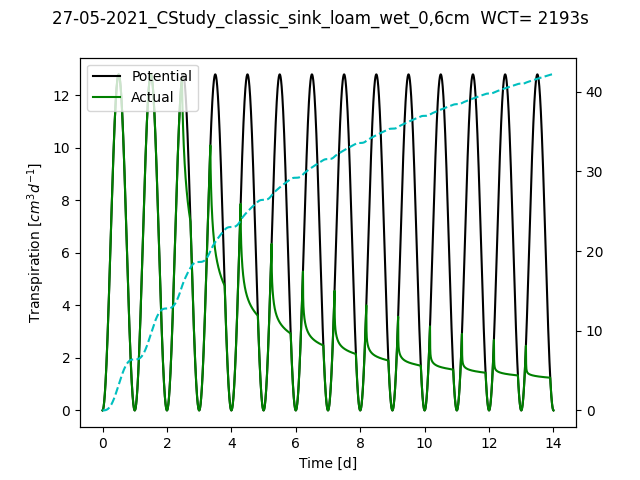 27-05-2021_CStudy_classic_sink_loam_wet_0,6cm  WCT= 2193s
Potential
Actual
Transpiration [cm³d⁻¹]
12
10
8
6
4
2
0
40
30
20
10
0
0 2 4 6 8 10 12 14
Time [d]